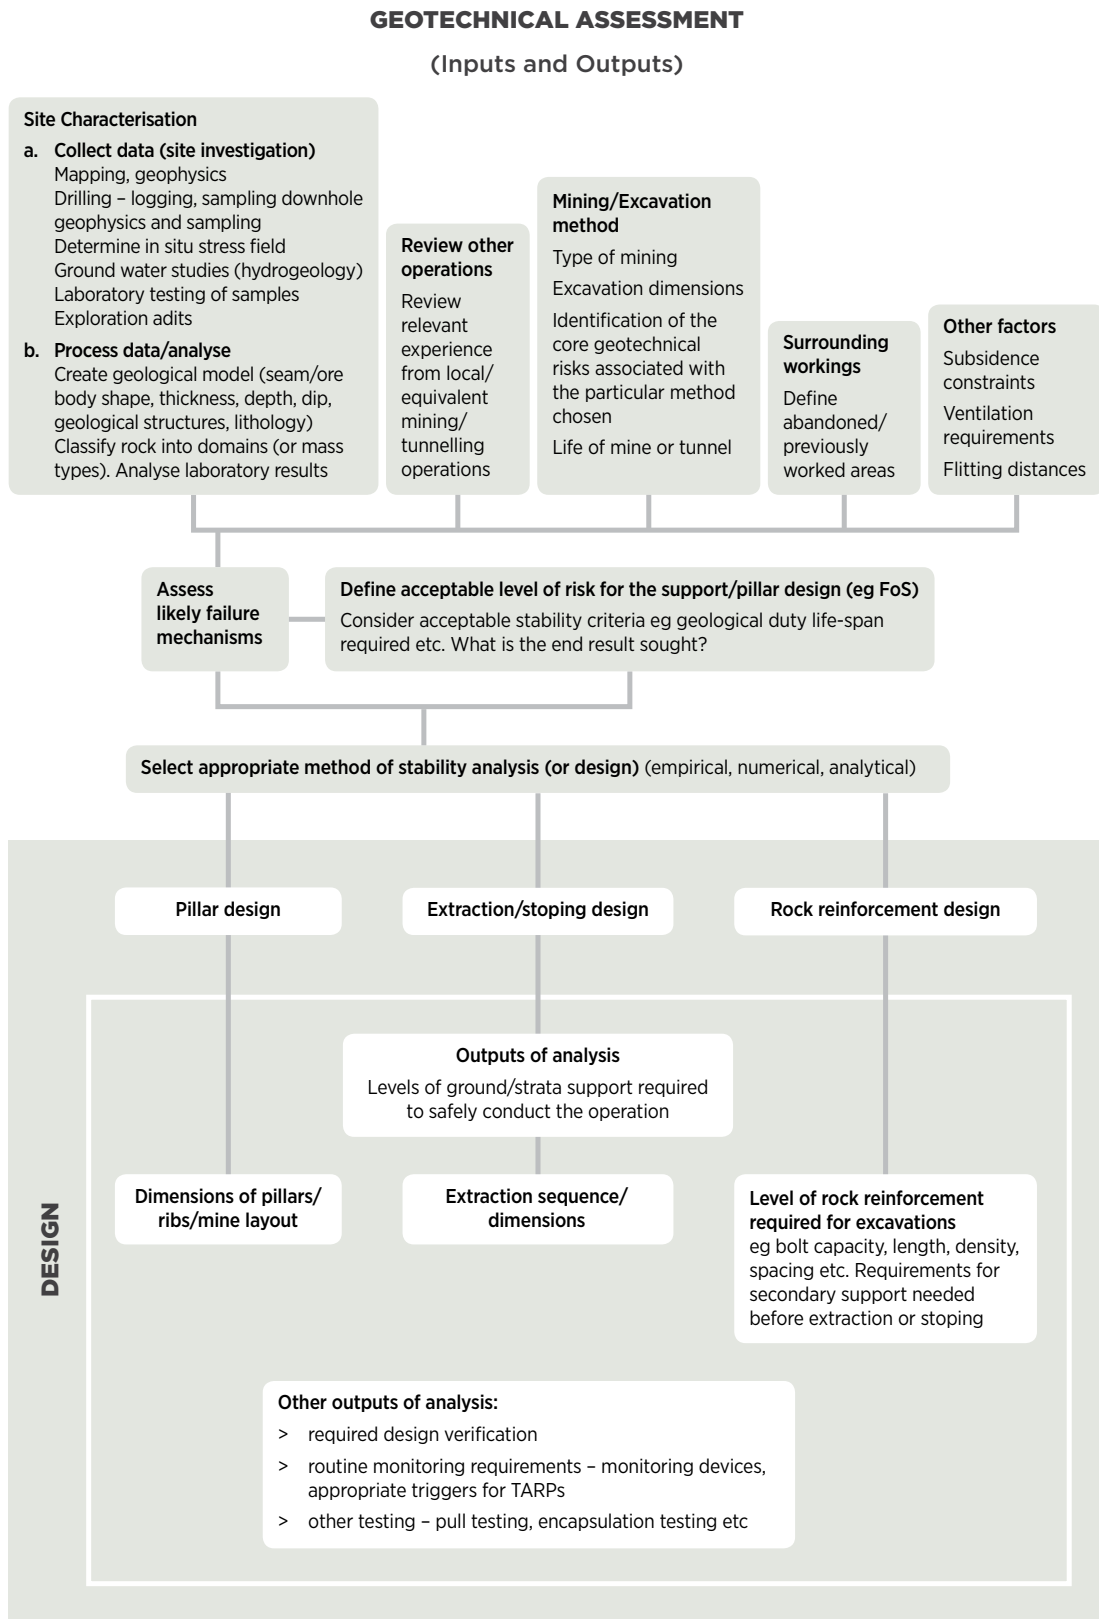 GEOTECHNICAL ASSESSMENT
(Inputs and Outputs)
Site Characterisation
a. Collect data (site investigation)
Mapping, geophysics
Drilling – logging, sampling downhole
geophysics and sampling
Determine in situ stress field
Ground water studies (hydrogeology)
Laboratory testing of samples
Exploration adits
b. Process data/analyse
Create geological model (seam/ore
body shape, thickness, depth, dip,
geological structures, lithology)
Classify rock into domains (or mass
types). Analyse laboratory results
Review other
operations
Review
relevant
experience
from local/
equivalent
mining/
tunnelling
operations
Mining/Excavation
method
Type of mining
Excavation dimensions
Identification of the
core geotechnical
risks associated with
the particular method
chosen
Life of mine or tunnel
Surrounding
workings
Define
abandoned/
previously
worked areas
Other factors
Subsidence
constraints
Ventilation
requirements
Flitting distances
Assess
likely failure
mechanisms
Define acceptable level of risk for the support/pillar design (eg FoS)
Consider acceptable stability criteria eg geological duty life-span
required etc. What is the end result sought?
Select appropriate method of stability analysis (or design) (empirical, numerical, analytical)
Pillar design
Extraction/stoping design
Rock reinforcement design
Outputs of analysis
Levels of ground/strata support required
to safely conduct the operation
DESIGN
Dimensions of pillars/
ribs/mine layout
Extraction sequence/
dimensions
Level of rock reinforcement
required for excavations
eg bolt capacity, length, density,
spacing etc. Requirements for
secondary support needed
before extraction or stoping
Other outputs of analysis:
> required design verification
> routine monitoring requirements – monitoring devices,
appropriate triggers for TARPs
> other testing – pull testing, encapsulation testing etc